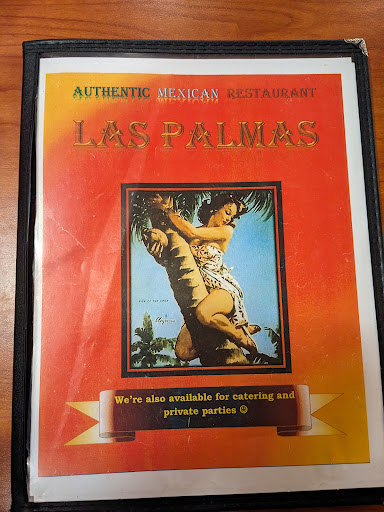 AUTHENTIC MEXICAN RESTAURANT
LAS PALMAS
We're also available for catering and
private parties ☺